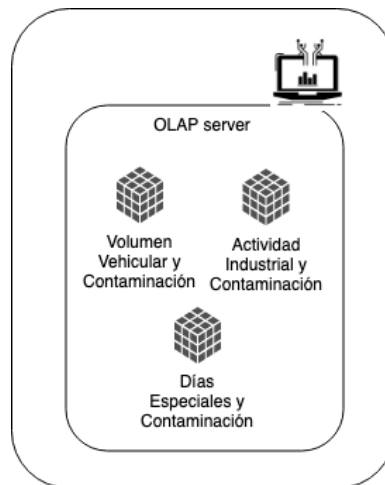 OLAP server
Volumen
Vehicular y
Contaminación
Actividad
Industrial y
Contaminación
Días
Especiales y
Contaminación